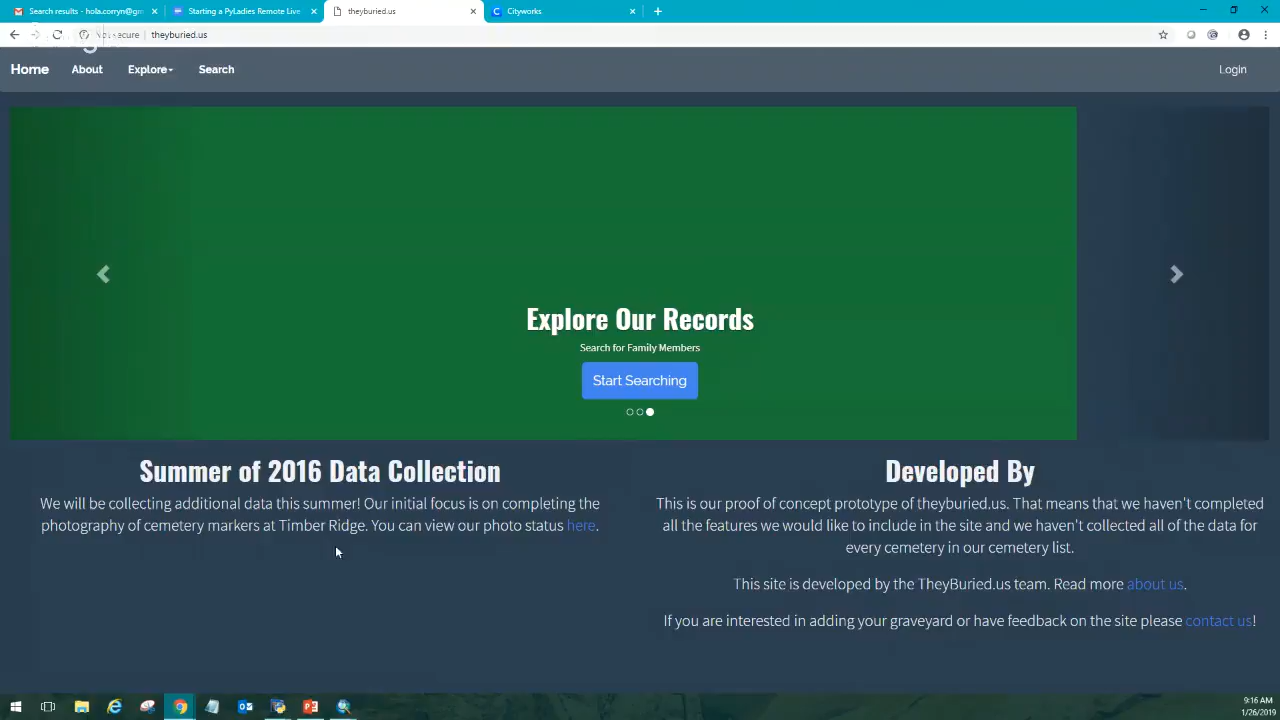 Search results - hola.corryn@gm
Starting a PyLadies Remote Live
theyburied.us
Cityworks
theyburied.us
Home About Explore Search Login
Explore Our Records
Search for Family Members
Start Searching
Summer of 2016 Data Collection
We will be collecting additional data this summer! Our initial focus is on completing the
photography of cemetery markers at Timber Ridge. You can view our photo status here.
Developed By
This is our proof of concept prototype of theyburied.us. That means that we haven't completed
all the features we would like to include in the site and we haven't collected all of the data for
every cemetery in our cemetery list.
This site is developed by the TheyBuried.us team. Read more about us.
If you are interested in adding your graveyard or have feedback on the site please contact us!
9:16 AM
1/26/2019